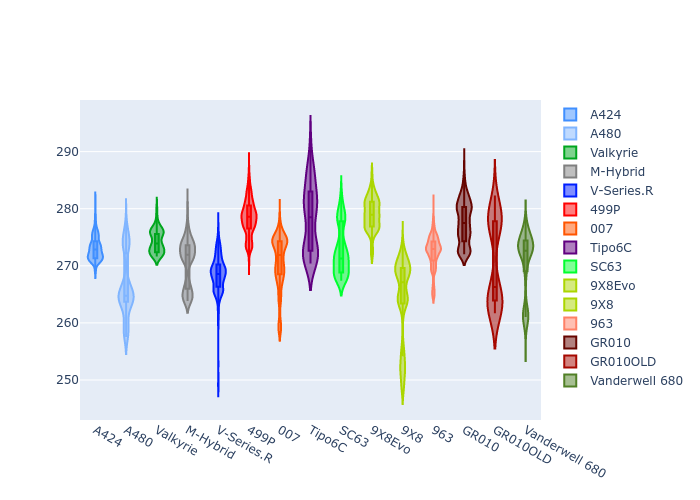 290
280
270
260
250
A424
A480
Valkyrie
M-Hybrid
V-Series.R
499P
007
Tipo6C
SC63
9X8Evo
9X8
963
GR010
GR010OLD
Vanderwell 680
A424
A480
Valkyrie
M-Hybrid
V-Series.R
499P
007
Tipo6C
SC63
9X8Evo
9X8
963
GR010
GR010OLD
Vanderwell 680